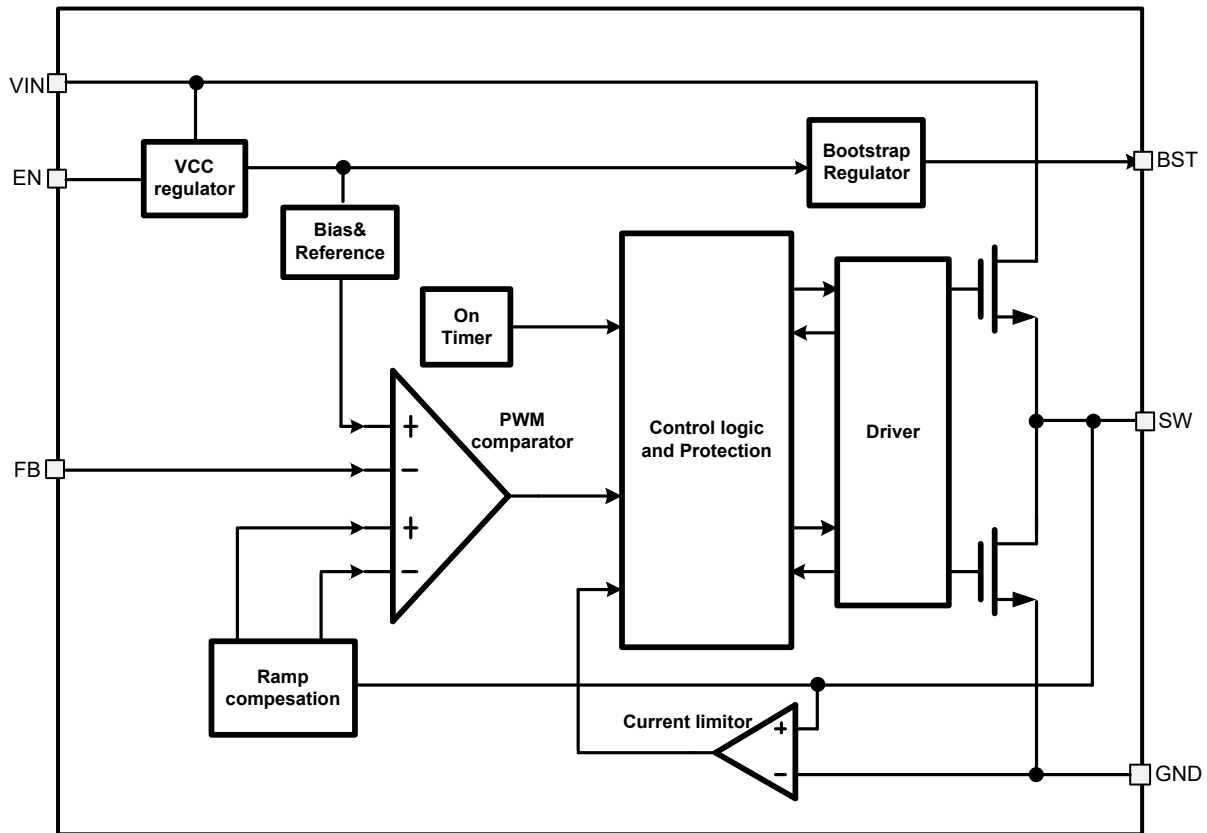 VIN
EN
VCC
regulator
Bootstrap
Regulator
BST
Bias&
Reference
On
Timer
+
PWM
comparator
−
FB
+
−
Control logic
and Protection
Driver
SW
Ramp
compesation
Current limitor
+
−
GND